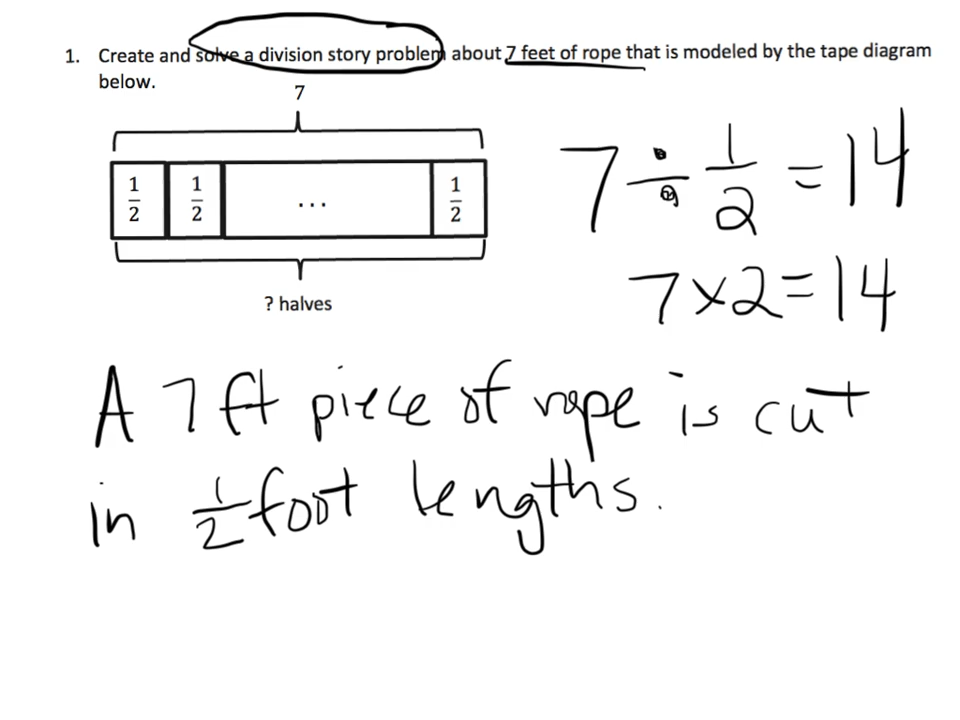 1. Create and solve a division story problem about 7 feet of rope that is modeled by the tape diagram
below.
7
1/2 1/2 ... 1/2
? halves
7 ÷ 1/2 = 14
7 x 2 = 14
A 7 ft piece of rope is cut
in 1/2 foot lengths.